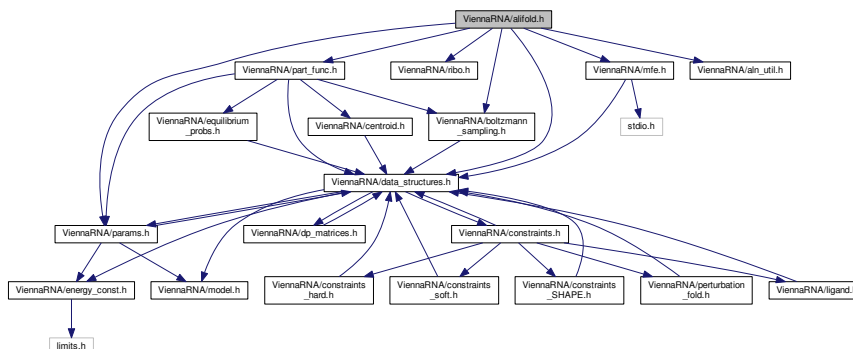 ViennaRNA/alifold.h
ViennaRNA/part_func.h
ViennaRNA/ribo.h
ViennaRNA/mfe.h
ViennaRNA/aln_util.h
ViennaRNA/equilibrium
_probs.h
ViennaRNA/centroid.h
ViennaRNA/boltzmann
_sampling.h
stdio.h
ViennaRNA/data_structures.h
ViennaRNA/params.h
ViennaRNA/dp_matrices.h
ViennaRNA/constraints.h
ViennaRNA/energy_const.h
ViennaRNA/model.h
ViennaRNA/constraints
_hard.h
ViennaRNA/constraints
_soft.h
ViennaRNA/constraints
_SHAPE.h
ViennaRNA/perturbation
_fold.h
ViennaRNA/ligand.
limits.h